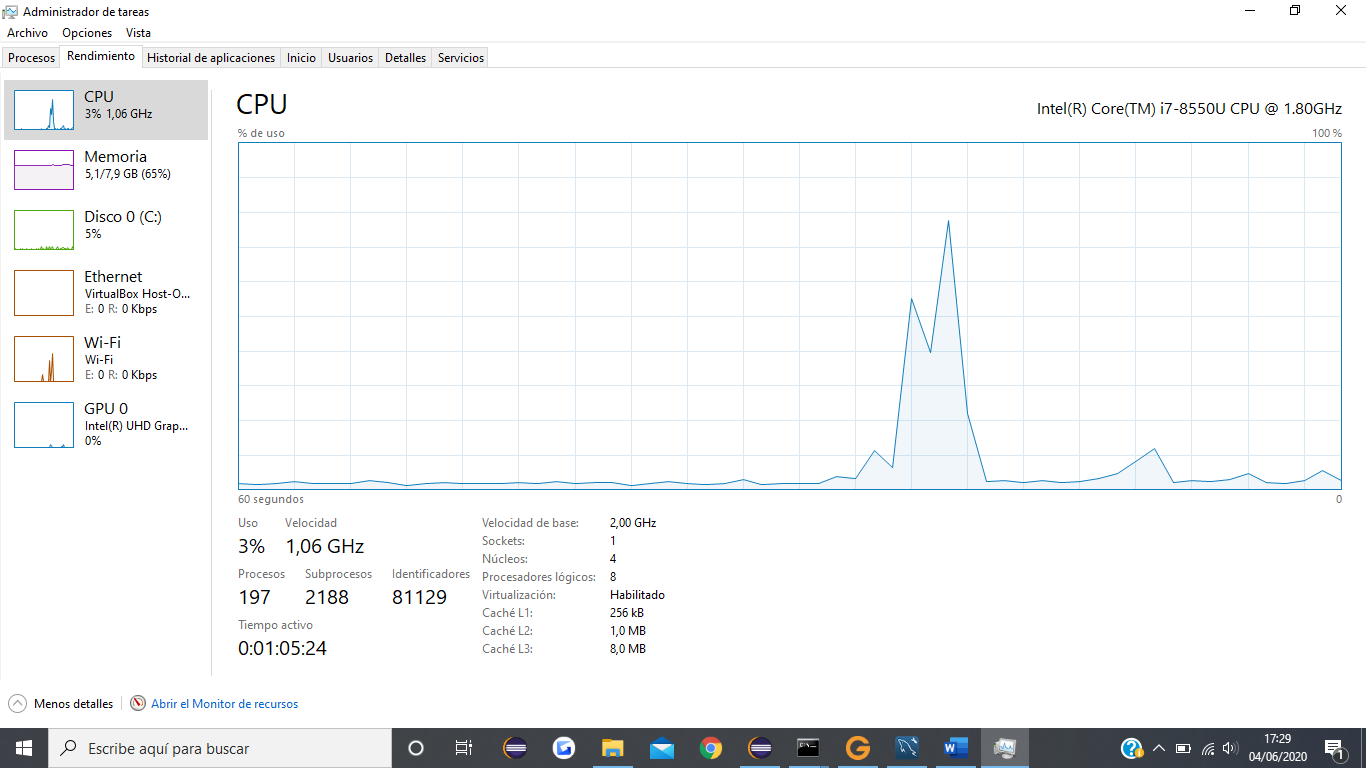 Administrador de tareas
Archivo Opciones Vista
Procesos Rendimiento Historial de aplicaciones Inicio Usuarios Detalles Servicios
CPU
3% 1,06 GHz
Memoria
5,1/7,9 GB (65%)
Disco 0 (C:)
5%
Ethernet
VirtualBox Host-O...
E: 0 R: 0 Kbps
Wi-Fi
Wi-Fi
E: 0 R: 0 Kbps
GPU 0
Intel(R) UHD Grap...
0%
CPU
Intel(R) Core(TM) i7-8550U CPU @ 1.80GHz
% de uso
100 %
60 segundos
0
Uso Velocidad
3% 1,06 GHz
Procesos Subprocesos Identificadores
197 2188 81129
Tiempo activo
0:01:05:24
Velocidad de base: 2,00 GHz
Sockets: 1
Núcleos: 4
Procesadores lógicos: 8
Virtualización: Habilitado
Caché L1: 256 kB
Caché L2: 1,0 MB
Caché L3: 8,0 MB
Menos detalles
Abrir el Monitor de recursos
Escribe aquí para buscar
17:29
04/06/2020
1